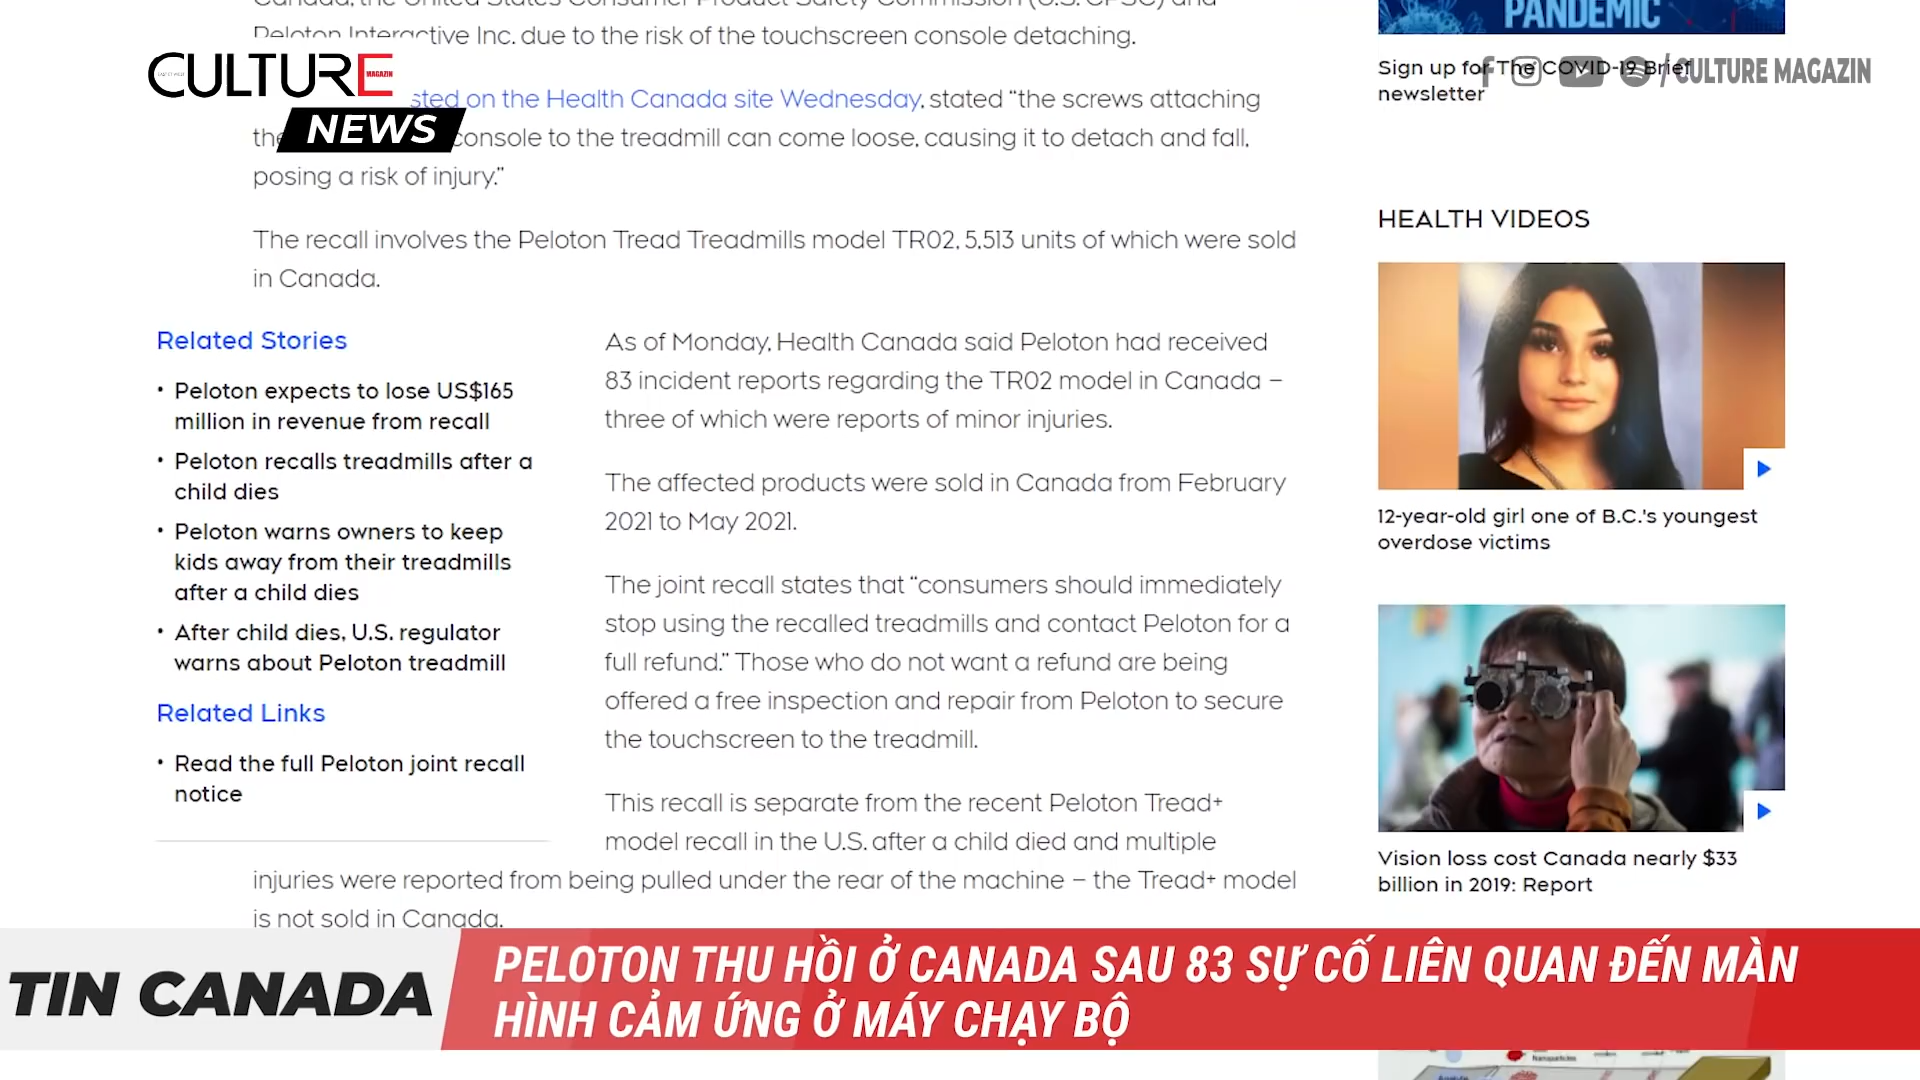 Canada, the United States Consumer Product Safety Commission (U.S. CPSC) and
Peloton Interactive Inc. due to the risk of the touchscreen console detaching.
CULTURE
MAGAZIN
NEWS
sted on the Health Canada site Wednesday, stated “the screws attaching
the console to the treadmill can come loose, causing it to detach and fall,
posing a risk of injury.”
The recall involves the Peloton Tread Treadmills model TR02, 5,513 units of which were sold
in Canada.
Related Stories
• Peloton expects to lose US$165
million in revenue from recall
• Peloton recalls treadmills after a
child dies
• Peloton warns owners to keep
kids away from their treadmills
after a child dies
• After child dies, U.S. regulator
warns about Peloton treadmill
Related Links
• Read the full Peloton joint recall
notice
As of Monday, Health Canada said Peloton had received
83 incident reports regarding the TR02 model in Canada –
three of which were reports of minor injuries.
The affected products were sold in Canada from February
2021 to May 2021.
The joint recall states that “consumers should immediately
stop using the recalled treadmills and contact Peloton for a
full refund.” Those who do not want a refund are being
offered a free inspection and repair from Peloton to secure
the touchscreen to the treadmill.
This recall is separate from the recent Peloton Tread+
model recall in the U.S. after a child died and multiple
injuries were reported from being pulled under the rear of the machine – the Tread+ model
is not sold in Canada.
PANDEMIC
Sign up for The COVID-19 Brief
newsletter
/ CULTURE MAGAZIN
HEALTH VIDEOS
12-year-old girl one of B.C.'s youngest
overdose victims
Vision loss cost Canada nearly $33
billion in 2019: Report
TIN CANADA
PELOTON THU HỒI Ở CANADA SAU 83 SỰ CỐ LIÊN QUAN ĐẾN MÀN
HÌNH CẢM ỨNG Ở MÁY CHẠY BỘ